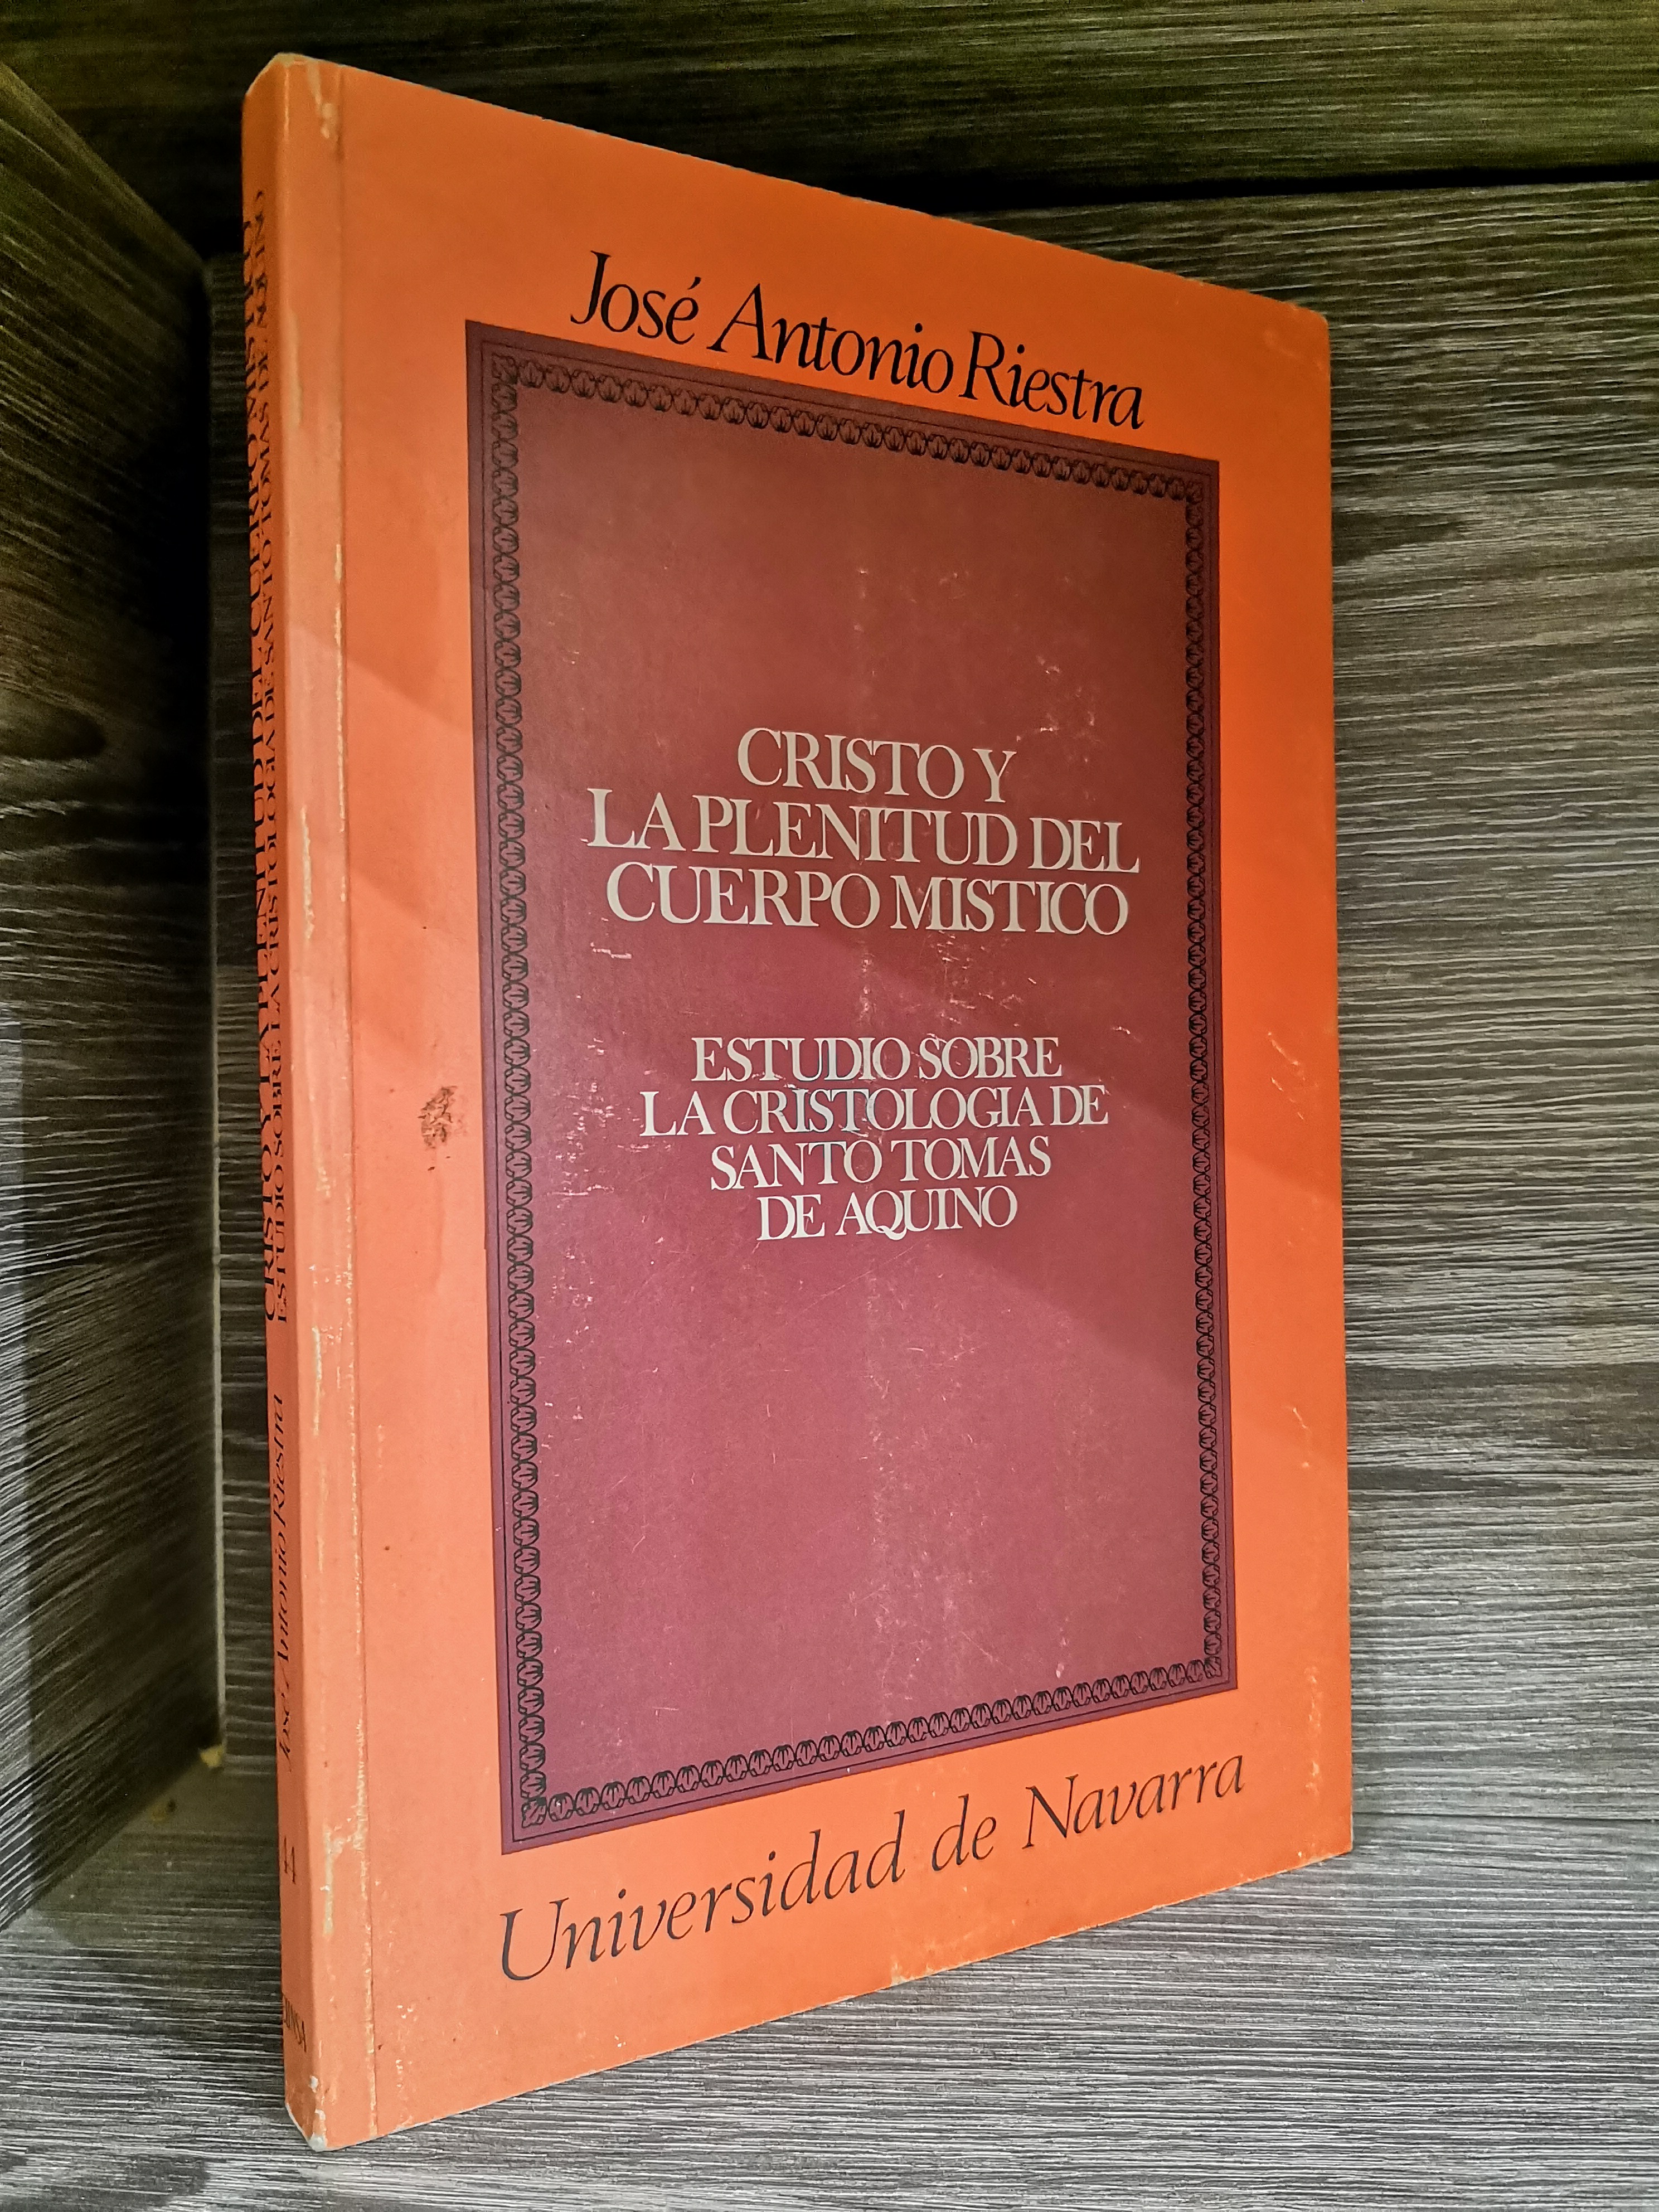 José Antonio Riestra
CRISTO Y
LA PLENITUD DEL
CUERPO MISTICO
ESTUDIO SOBRE
LA CRISTOLOGIA DE
SANTO TOMAS
DE AQUINO
Universidad de Navarra
CRISTO Y LA PLENITUD DEL CUERPO MISTICO
ESTUDIO SOBRE LA CRISTOLOGIA DE SANTO TOMAS DE AQUINO
José Antonio Riestra
44